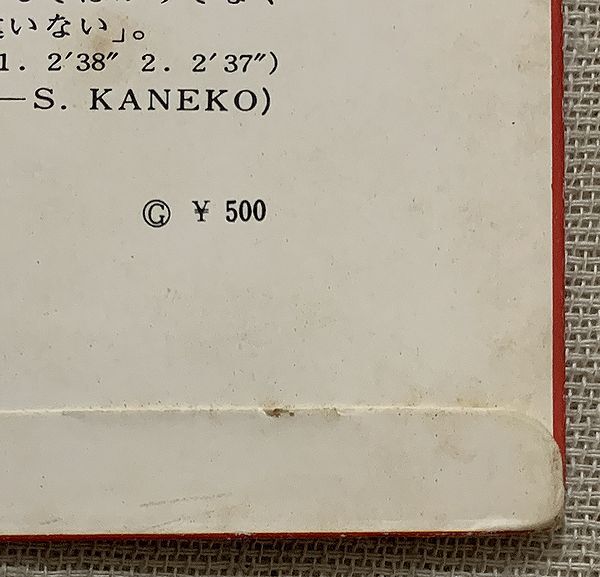 いない」。
1. 2′38″ 2. 2′37″)
—S. KANEKO)
Ⓖ ¥ 500